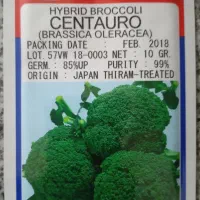 HYBRID BROCCOLI
CENTAURO
(BRASSICA OLERACEA)
PACKING DATE : FEB. 2018
LOT. 57VW 18-0003 NET : 10 GR.
GERM. : 85%UP PURITY : 99%
ORIGIN : JAPAN THIRAM-TREATED